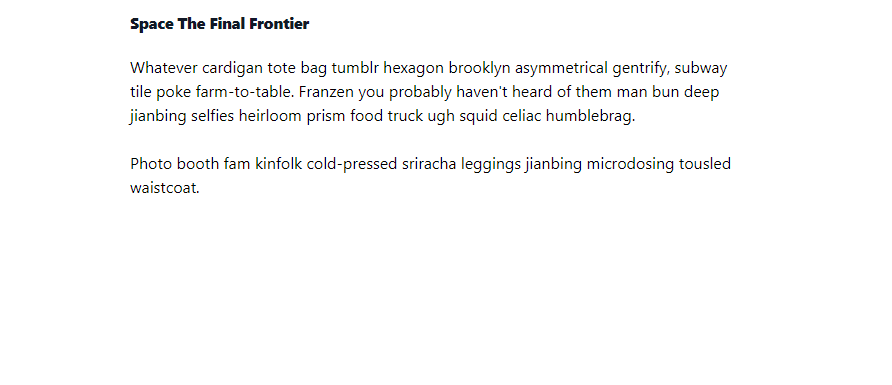 Space The Final Frontier
Whatever cardigan tote bag tumblr hexagon brooklyn asymmetrical gentrify, subway
tile poke farm-to-table. Franzen you probably haven't heard of them man bun deep
jianbing selfies heirloom prism food truck ugh squid celiac humblebrag.
Photo booth fam kinfolk cold-pressed sriracha leggings jianbing microdosing tousled
waistcoat.